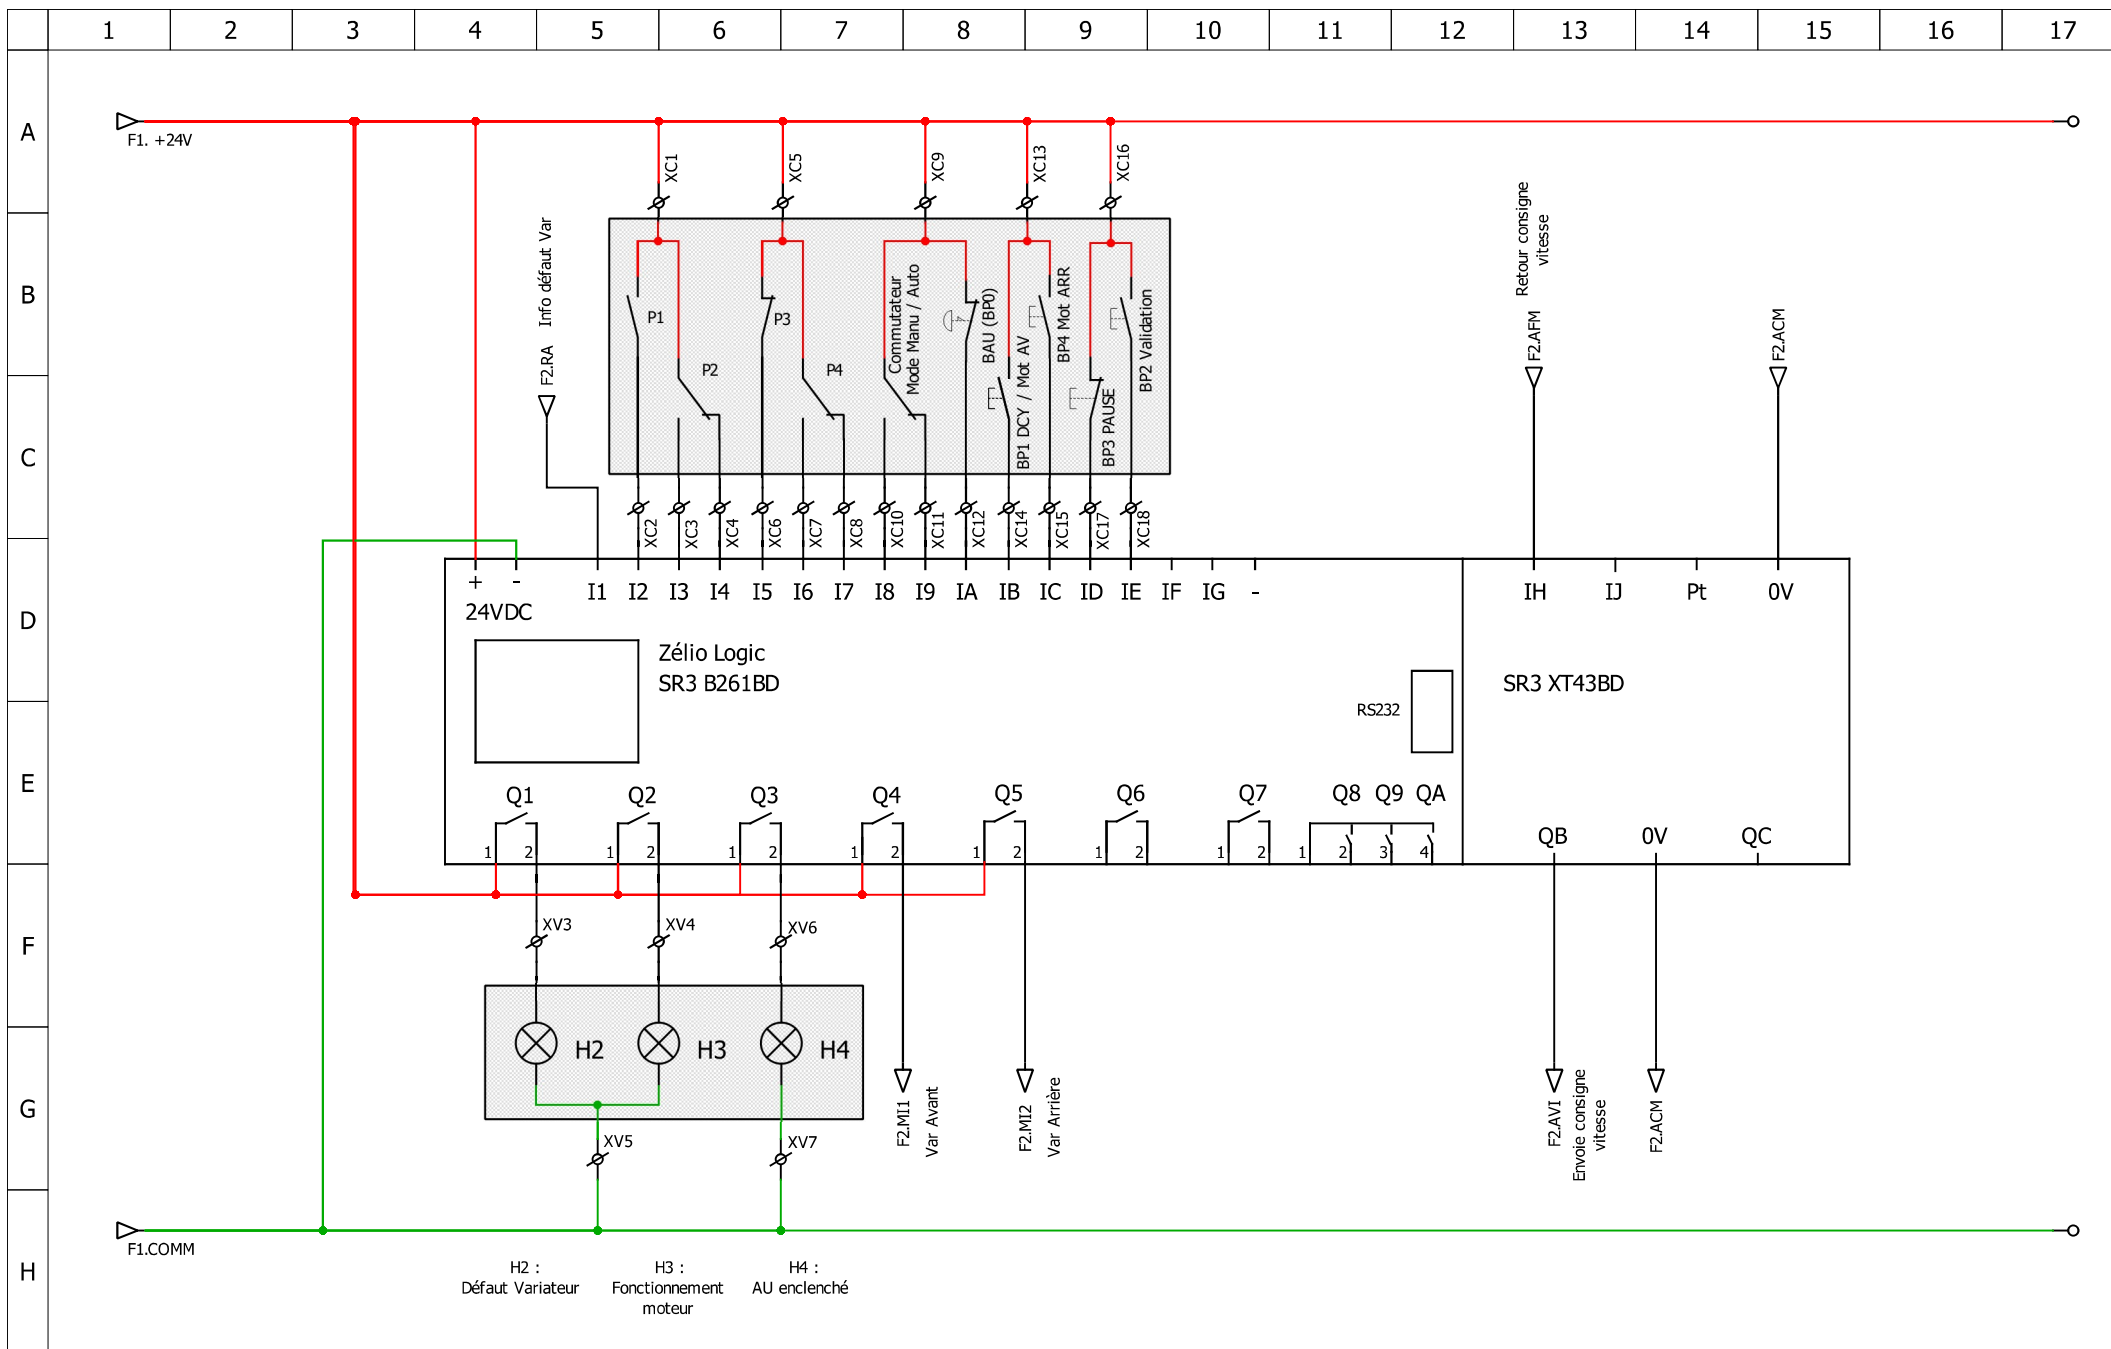 1 2 3 4 5 6 7 8 9 10 11 12 13 14 15 16 17
A
F1. +24V
XC1
XC5
XC9
XC13
XC16
B
F2.RA Info défaut Var
P1
P2
P3
P4
Commutateur
Mode Manu / Auto
BAU (BP0)
BP1 DCY / Mot AV
BP4 Mot ARR
BP3 PAUSE
BP2 Validation
F2.AFM Retour consigne
vitesse
F2.ACM
C
XC2 XC3 XC4 XC6 XC7 XC8 XC10 XC11 XC12 XC14 XC15 XC17 XC18
D
+ - I1 I2 I3 I4 I5 I6 I7 I8 I9 IA IB IC ID IE IF IG - IH IJ Pt 0V
24VDC
Zélio Logic
SR3 B261BD
SR3 XT43BD
RS232
E
Q1 Q2 Q3 Q4 Q5 Q6 Q7 Q8 Q9 QA
QB 0V QC
1 2 1 2 1 2 1 2 1 2 1 2 1 2 1 2 3 4
F
XV3 XV4 XV6
H2 H3 H4
G
F2.MI1
Var Avant
F2.MI2
Var Arrière
F2.AVI
Envoie consigne
vitesse
F2.ACM
XV5 XV7
F1.COMM
H
H2 :
Défaut Variateur
H3 :
Fonctionnement
moteur
H4 :
AU enclenché